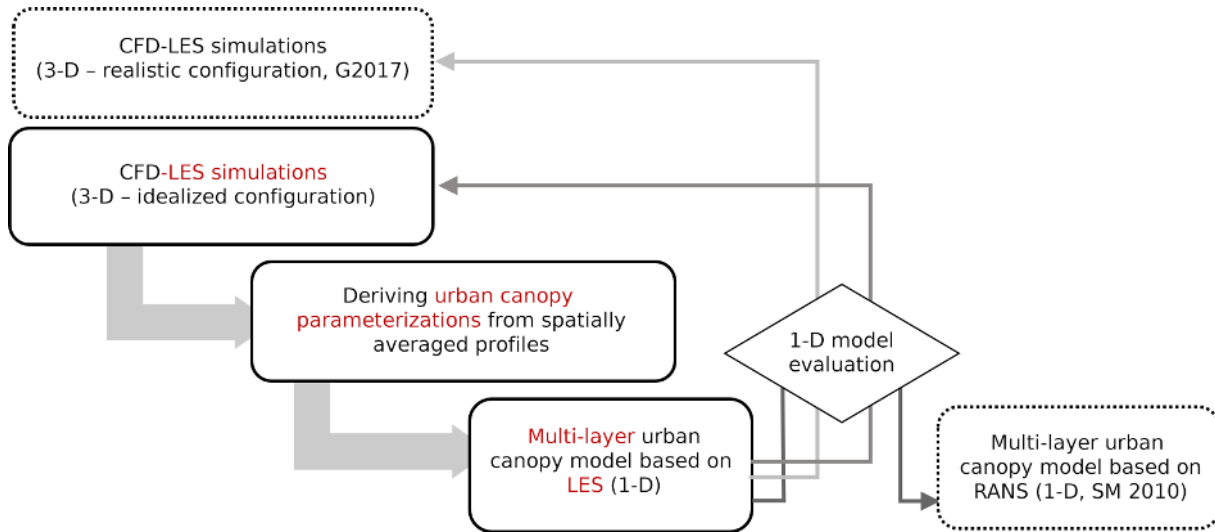 CFD-LES simulations
(3-D – realistic configuration, G2017)
CFD-LES simulations
(3-D – idealized configuration)
Deriving urban canopy
parameterizations from spatially
averaged profiles
1-D model
evaluation
Multi-layer urban
canopy model based on
LES (1-D)
Multi-layer urban
canopy model based on
RANS (1-D, SM 2010)